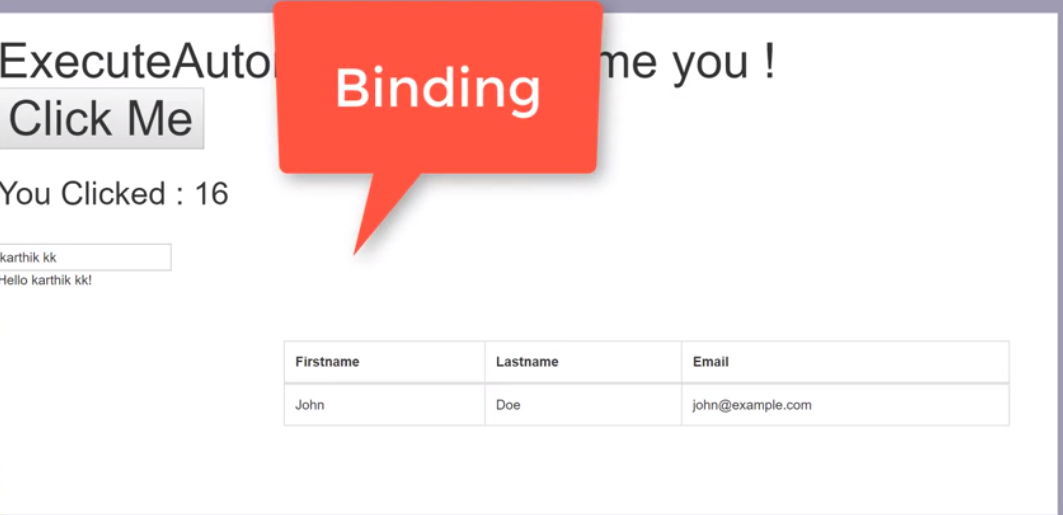 ExecuteAuto me you !
Binding
Click Me
You Clicked : 16
karthik kk
Hello karthik kk!
Firstname Lastname Email
John Doe john@example.com